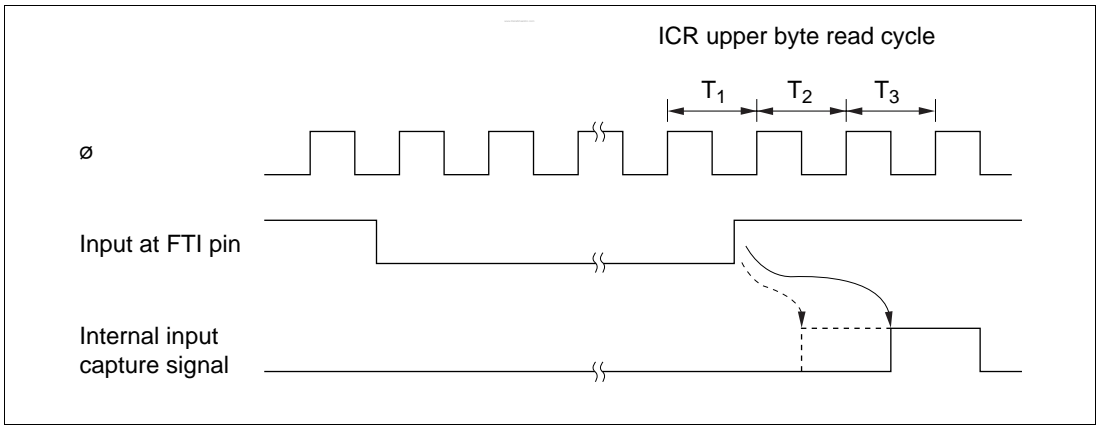 ICR upper byte read cycle
T1 T2 T3
ø
Input at FTI pin
Internal input
capture signal